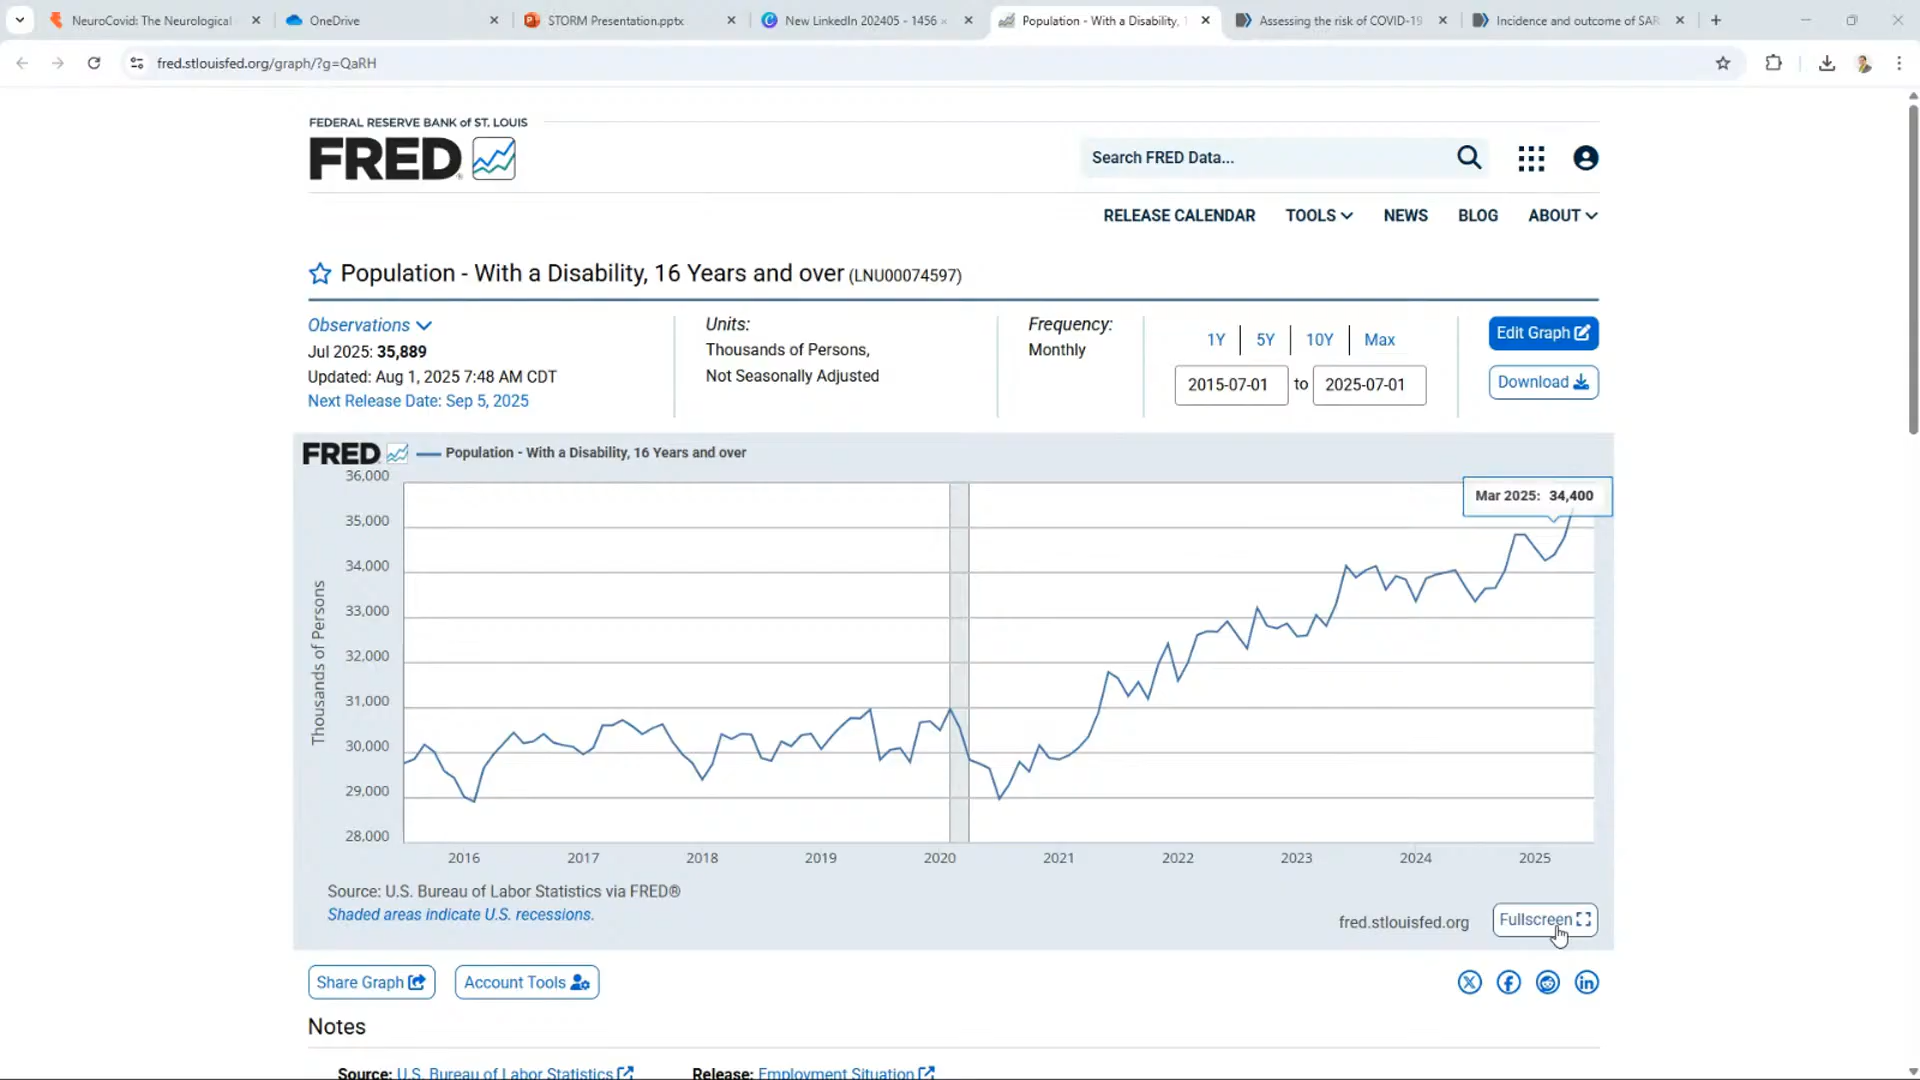 NeuroCovid: The Neurological
OneDrive
STORM Presentation.pptx
New LinkedIn 202405 - 1456
Population - With a Disability, 1
Assessing the risk of COVID-19
Incidence and outcome of SAR
fred.stlouisfed.org/graph/?g=QaRH
FEDERAL RESERVE BANK of ST. LOUIS
FRED
Search FRED Data...
RELEASE CALENDAR TOOLS NEWS BLOG ABOUT
Population - With a Disability, 16 Years and over (LNU00074597)
Observations
Jul 2025: 35,889
Updated: Aug 1, 2025 7:48 AM CDT
Next Release Date: Sep 5, 2025
Units:
Thousands of Persons,
Not Seasonally Adjusted
Frequency:
Monthly
1Y 5Y 10Y Max
2015-07-01 to 2025-07-01
Edit Graph
Download
FRED Population - With a Disability, 16 Years and over
Mar 2025: 34,400
Thousands of Persons
36,000
35,000
34,000
33,000
32,000
31,000
30,000
29,000
28,000
2016 2017 2018 2019 2020 2021 2022 2023 2024 2025
Source: U.S. Bureau of Labor Statistics via FRED®
Shaded areas indicate U.S. recessions.
fred.stlouisfed.org
Fullscreen
Share Graph
Account Tools
Notes
Source: U.S. Bureau of Labor Statistics
Release: Employment Situation